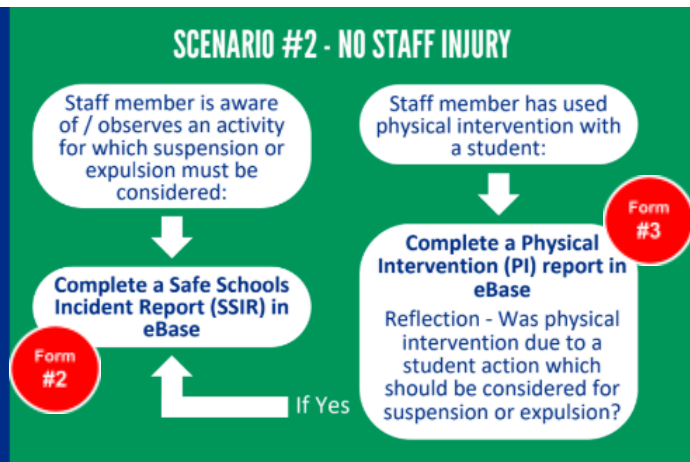 SCENARIO #2 - NO STAFF INJURY
Staff member is aware
of / observes an activity
for which suspension or
expulsion must be
considered:
Complete a Safe Schools
Incident Report (SSIR) in
eBase
Form
#2
Staff member has used
physical intervention with
a student:
Form
#3
Complete a Physical
Intervention (PI) report in
eBase
Reflection - Was physical
intervention due to a
student action which
should be considered for
suspension or expulsion?
If Yes